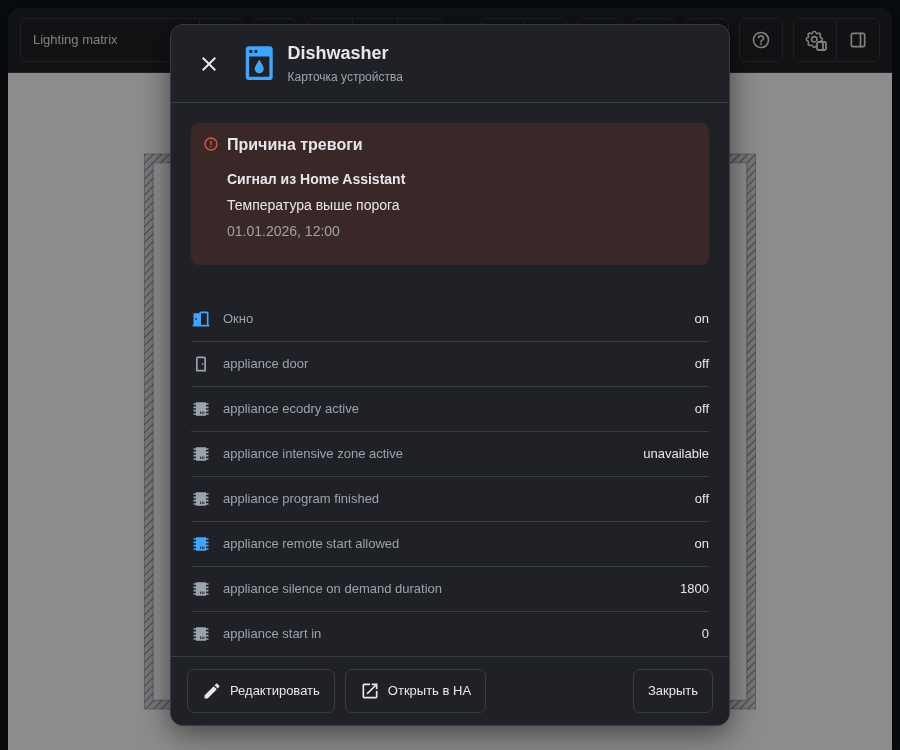 Lighting matrix
Dishwasher
Карточка устройства
Причина тревоги
Сигнал из Home Assistant
Температура выше порога
01.01.2026, 12:00
Окно on
appliance door off
appliance ecodry active off
appliance intensive zone active unavailable
appliance program finished off
appliance remote start allowed on
appliance silence on demand duration 1800
appliance start in 0
Редактировать Открыть в HA Закрыть